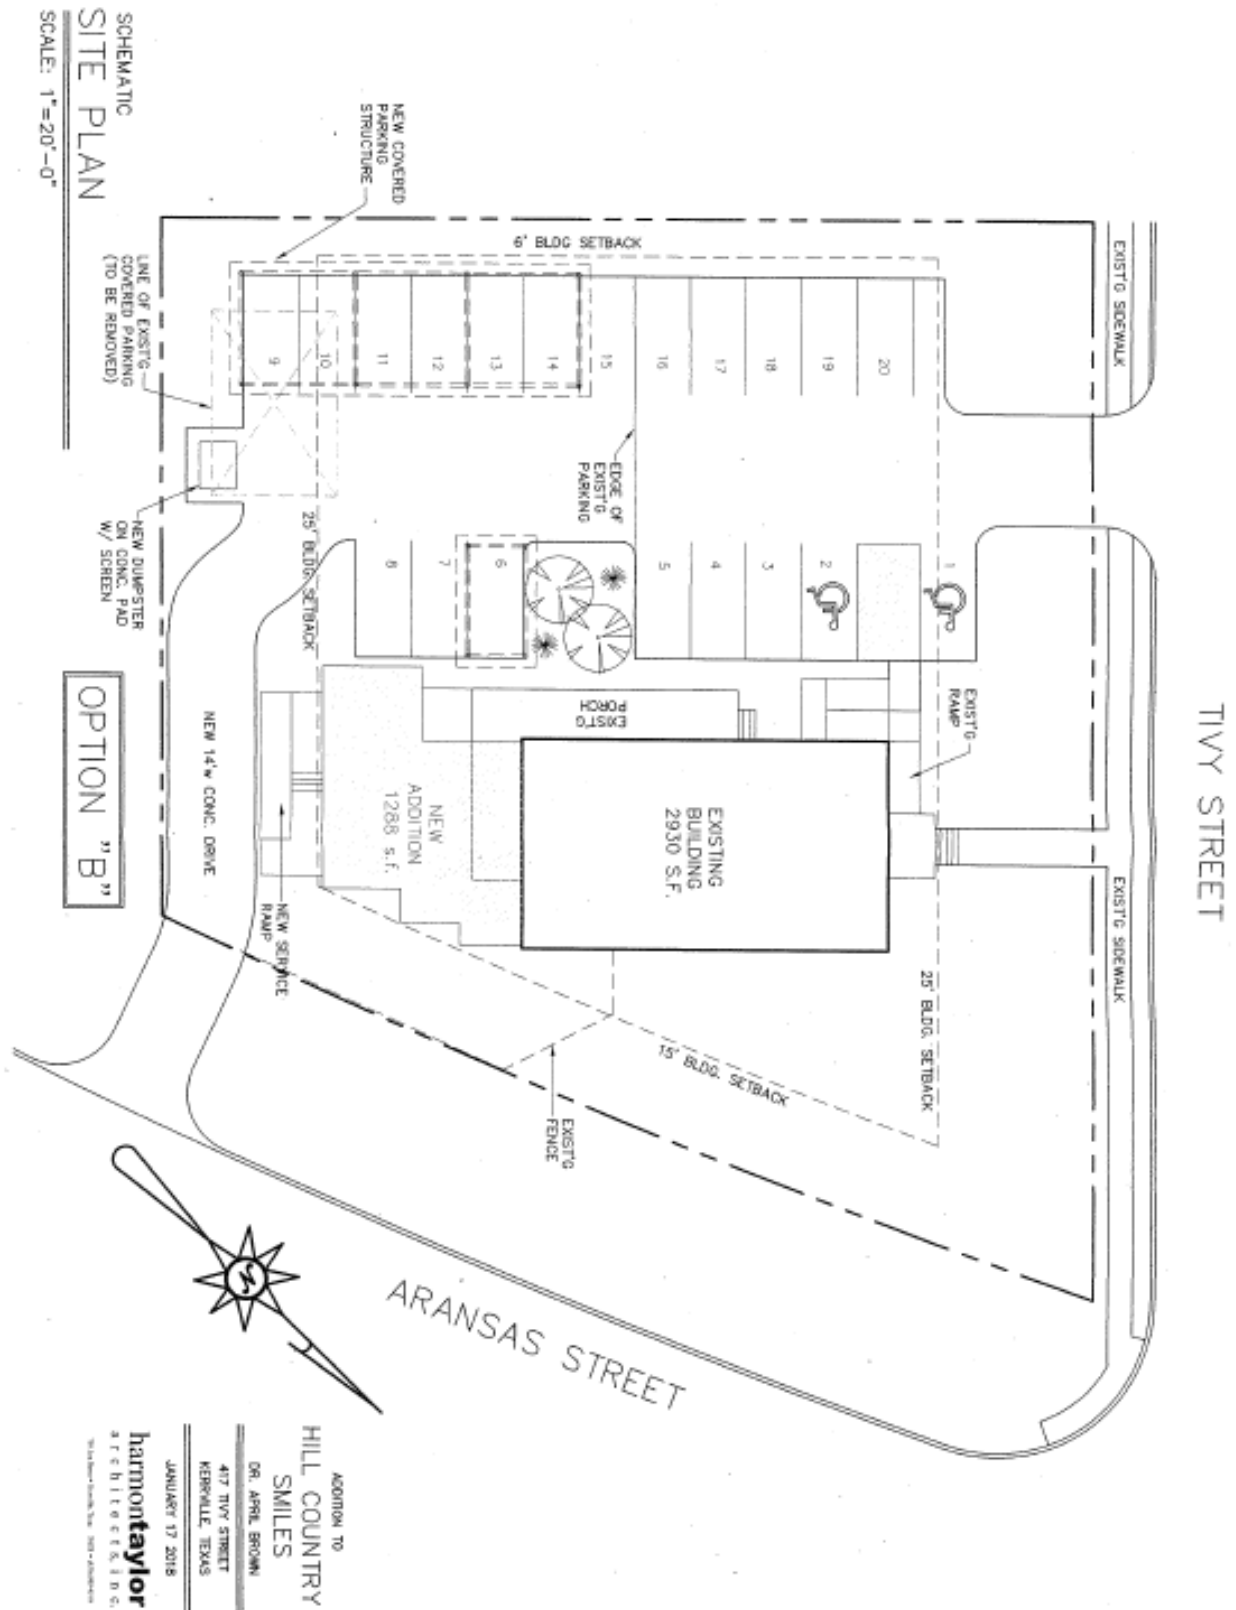 TIVY STREET
EXIST'G SIDEWALK
EXIST'G SIDEWALK
6' BLDG SETBACK
NEW COVERED
PARKING
STRUCTURE
LINE OF EXIST'G
COVERED PARKING
(TO BE REMOVED)
9
10
11
12
13
14
15
16
17
18
19
20
EDGE OF
EXIST'G
PARKING
NEW DUMPSTER
ON CONC. PAD
W/ SCREEN
25' BLDG. SETBACK
8
7
6
5
4
3
2
1
EXIST'G
RAMP
EXIST'G
PORCH
EXISTING
BUILDING
2930 S.F.
NEW
ADDITION
1288 s.f.
NEW 14'w CONC. DRIVE
NEW SERVICE
RAMP
25' BLDG. SETBACK
15' BLDG. SETBACK
EXIST'G
FENCE
ARANSAS STREET
SCHEMATIC
SITE PLAN
SCALE: 1"=20'-0"
OPTION "B"
N
ADDITION TO
HILL COUNTRY
SMILES
DR. APRIL BROWN
417 TIVY STREET
KERRVILLE, TEXAS
JANUARY 17 2018
harmontaylor
architects, inc.